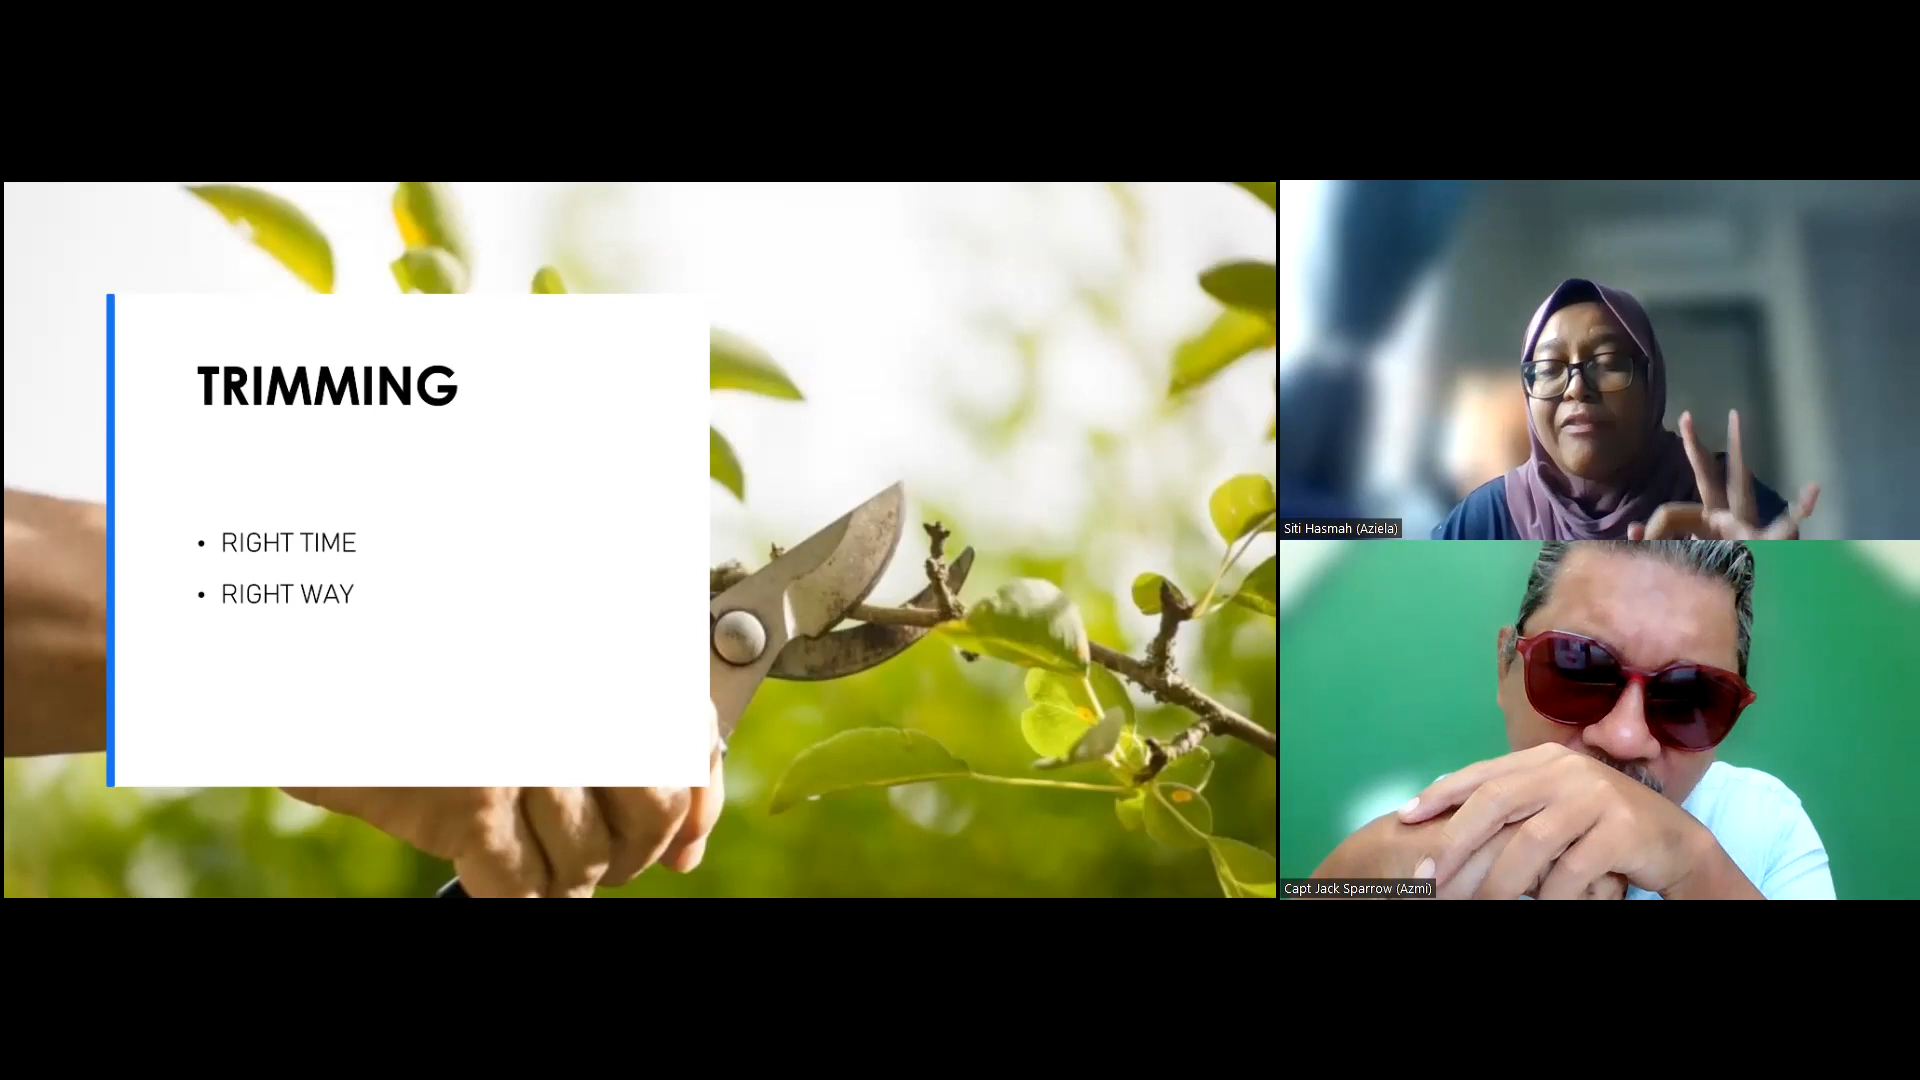 TRIMMING
• RIGHT TIME
• RIGHT WAY
Siti Hasmah (Aziela)
Capt Jack Sparrow (Azmi)